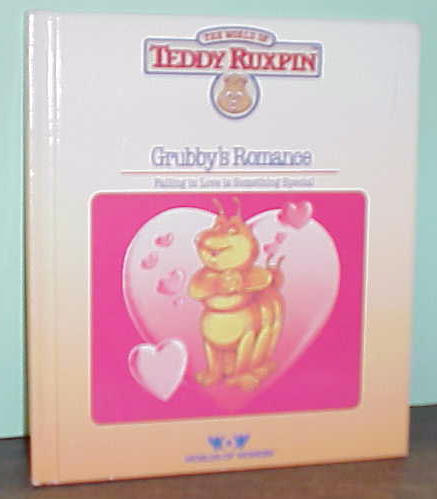 THE WORLD OF
TEDDY RUXPIN
Grubby's Romance
Falling in Love is Something Special
WORLDS OF WONDER